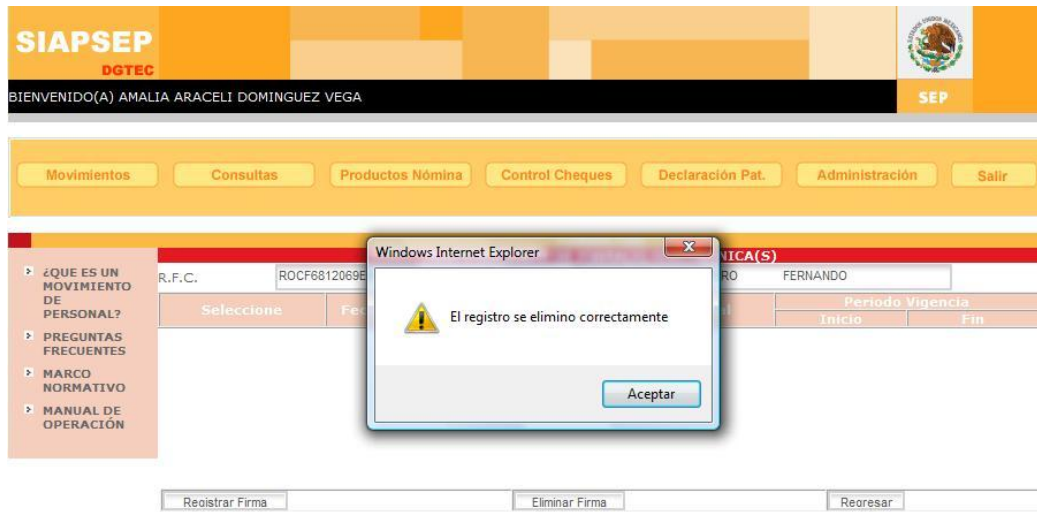 SIAPSEP
DGTEC
BIENVENIDO(A) AMALIA ARACELI DOMINGUEZ VEGA
SEP
Movimientos Consultas Productos Nómina Control Cheques Declaración Pat. Administración Salir
Windows Internet Explorer
NICA(S)
¿QUE ES UN
MOVIMIENTO
DE
PERSONAL?
PREGUNTAS
FRECUENTES
MARCO
NORMATIVO
MANUAL DE
OPERACIÓN
R.F.C. ROCF6812069 RO FERNANDO
Seleccione Fec Periodo Vigencia
Inicio Fin
El registro se elimino correctamente
Aceptar
Registrar Firma Eliminar Firma Regresar